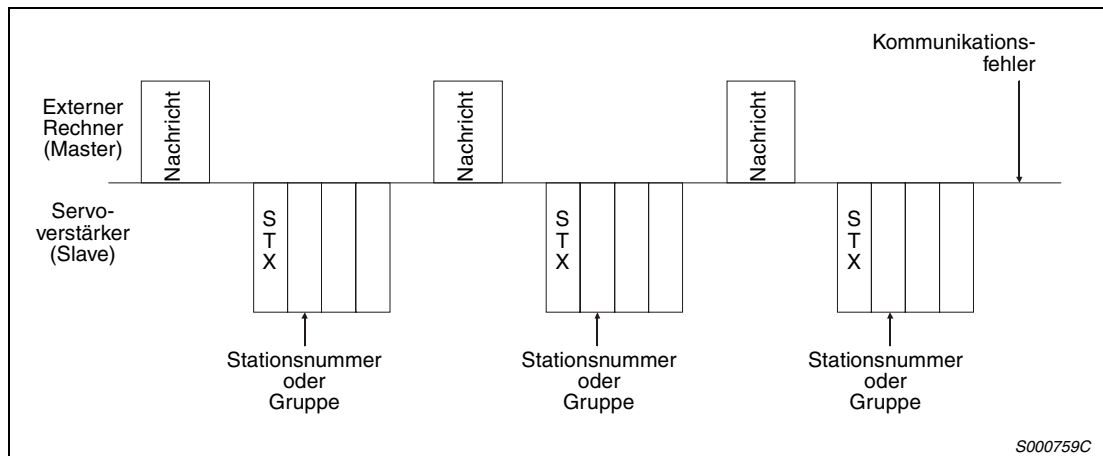 Kommunikations-
fehler
Externer
Rechner
(Master)
Nachricht
Nachricht
Nachricht
Servo-
verstärker
(Slave)
S
T
X
S
T
X
S
T
X
Stationsnummer
oder
Gruppe
Stationsnummer
oder
Gruppe
Stationsnummer
oder
Gruppe
S000759C